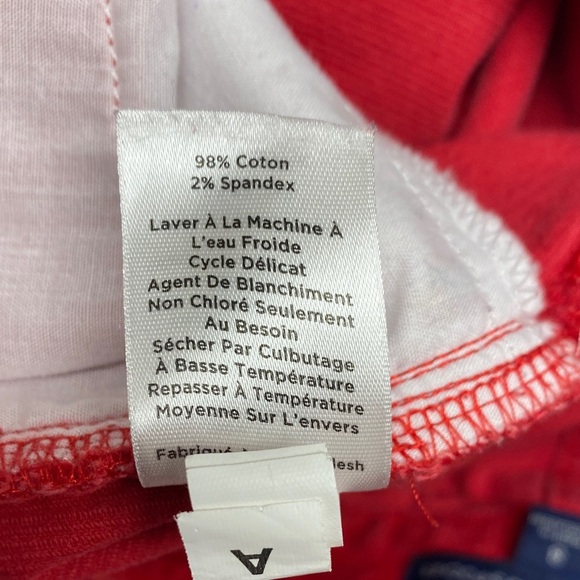 98% Coton
2% Spandex
Laver À La Machine À
L'eau Froide
Cycle Délicat
Agent De Blanchiment
Non Chloré Seulement
Au Besoin
Sécher Par Culbutage
À Basse Température
Repasser À Température
Moyenne Sur L'envers
Fabriqué
A